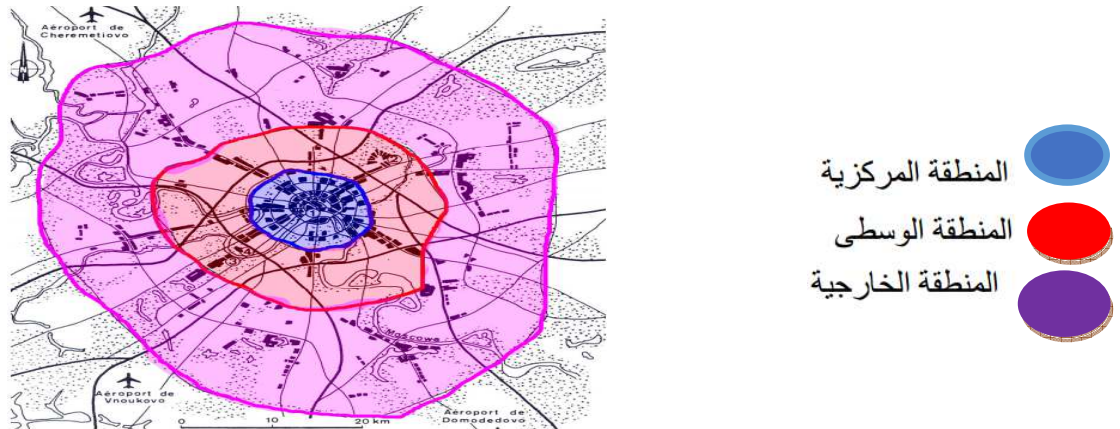 Aéroport de
Cheremetiovo
N
Aéroport de
Vnoukovo
Aéroport de
Domodedovo
0 10 20 km
المنطقة المركزية
المنطقة الوسطى
المنطقة الخارجية